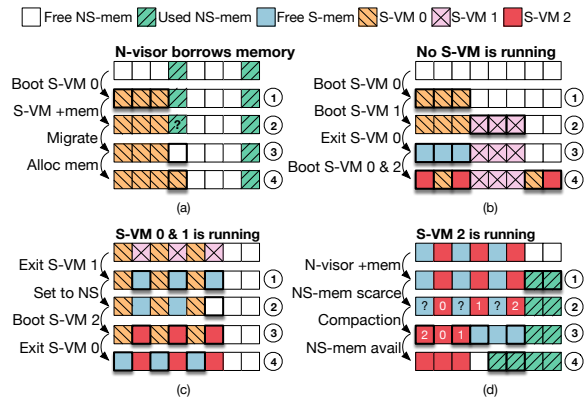 Free NS-mem Used NS-mem Free S-mem S-VM 0 S-VM 1 S-VM 2
N-visor borrows memory
Boot S-VM 0
1
S-VM +mem
? 2
Migrate
3
Alloc mem
4
(a)
No S-VM is running
Boot S-VM 0
1
Boot S-VM 1
2
Exit S-VM 0
3
Boot S-VM 0 & 2
4
(b)
S-VM 0 & 1 is running
Exit S-VM 1
1
Set to NS
2
Boot S-VM 2
3
Exit S-VM 0
4
(c)
S-VM 2 is running
N-visor +mem
1
NS-mem scarce
? 0 ? 1 ? 2 2
Compaction
2 0 1 3
NS-mem avail
4
(d)